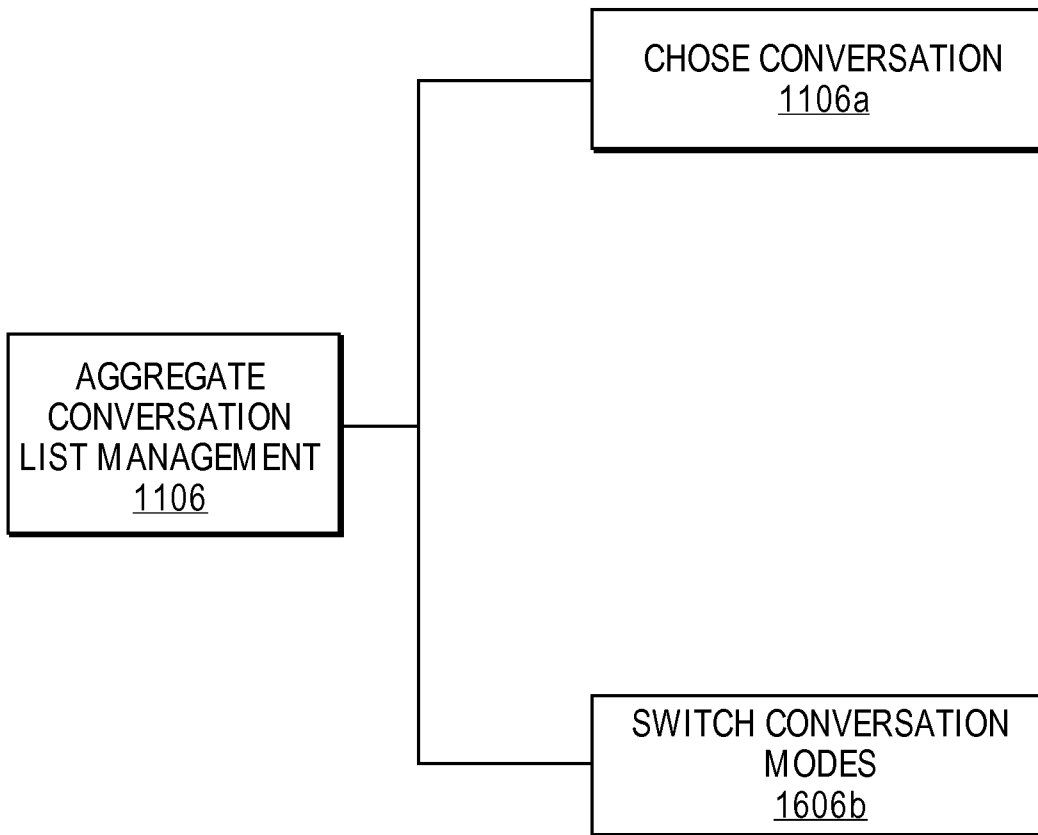 CHOSE CONVERSATION
1106a
AGGREGATE
CONVERSATION
LIST MANAGEMENT
1106
SWITCH CONVERSATION
MODES
1606b